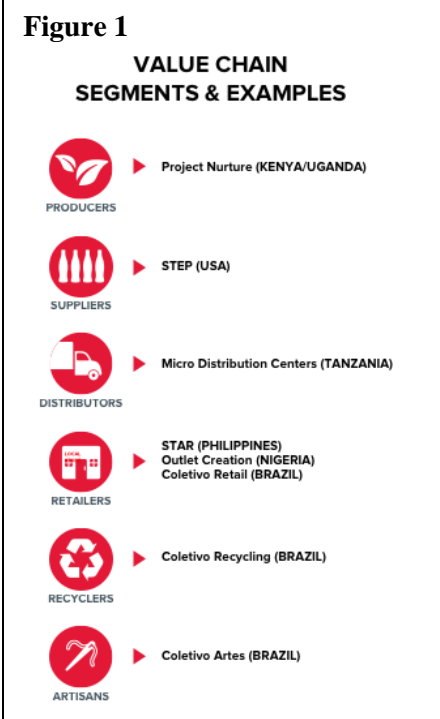 Figure 1
VALUE CHAIN
SEGMENTS & EXAMPLES
Project Nurture (KENYA/UGANDA)
PRODUCERS
STEP (USA)
SUPPLIERS
Micro Distribution Centers (TANZANIA)
DISTRIBUTORS
LOCAL
STAR (PHILIPPINES)
Outlet Creation (NIGERIA)
Coletivo Retail (BRAZIL)
RETAILERS
Coletivo Recycling (BRAZIL)
RECYCLERS
Coletivo Artes (BRAZIL)
ARTISANS